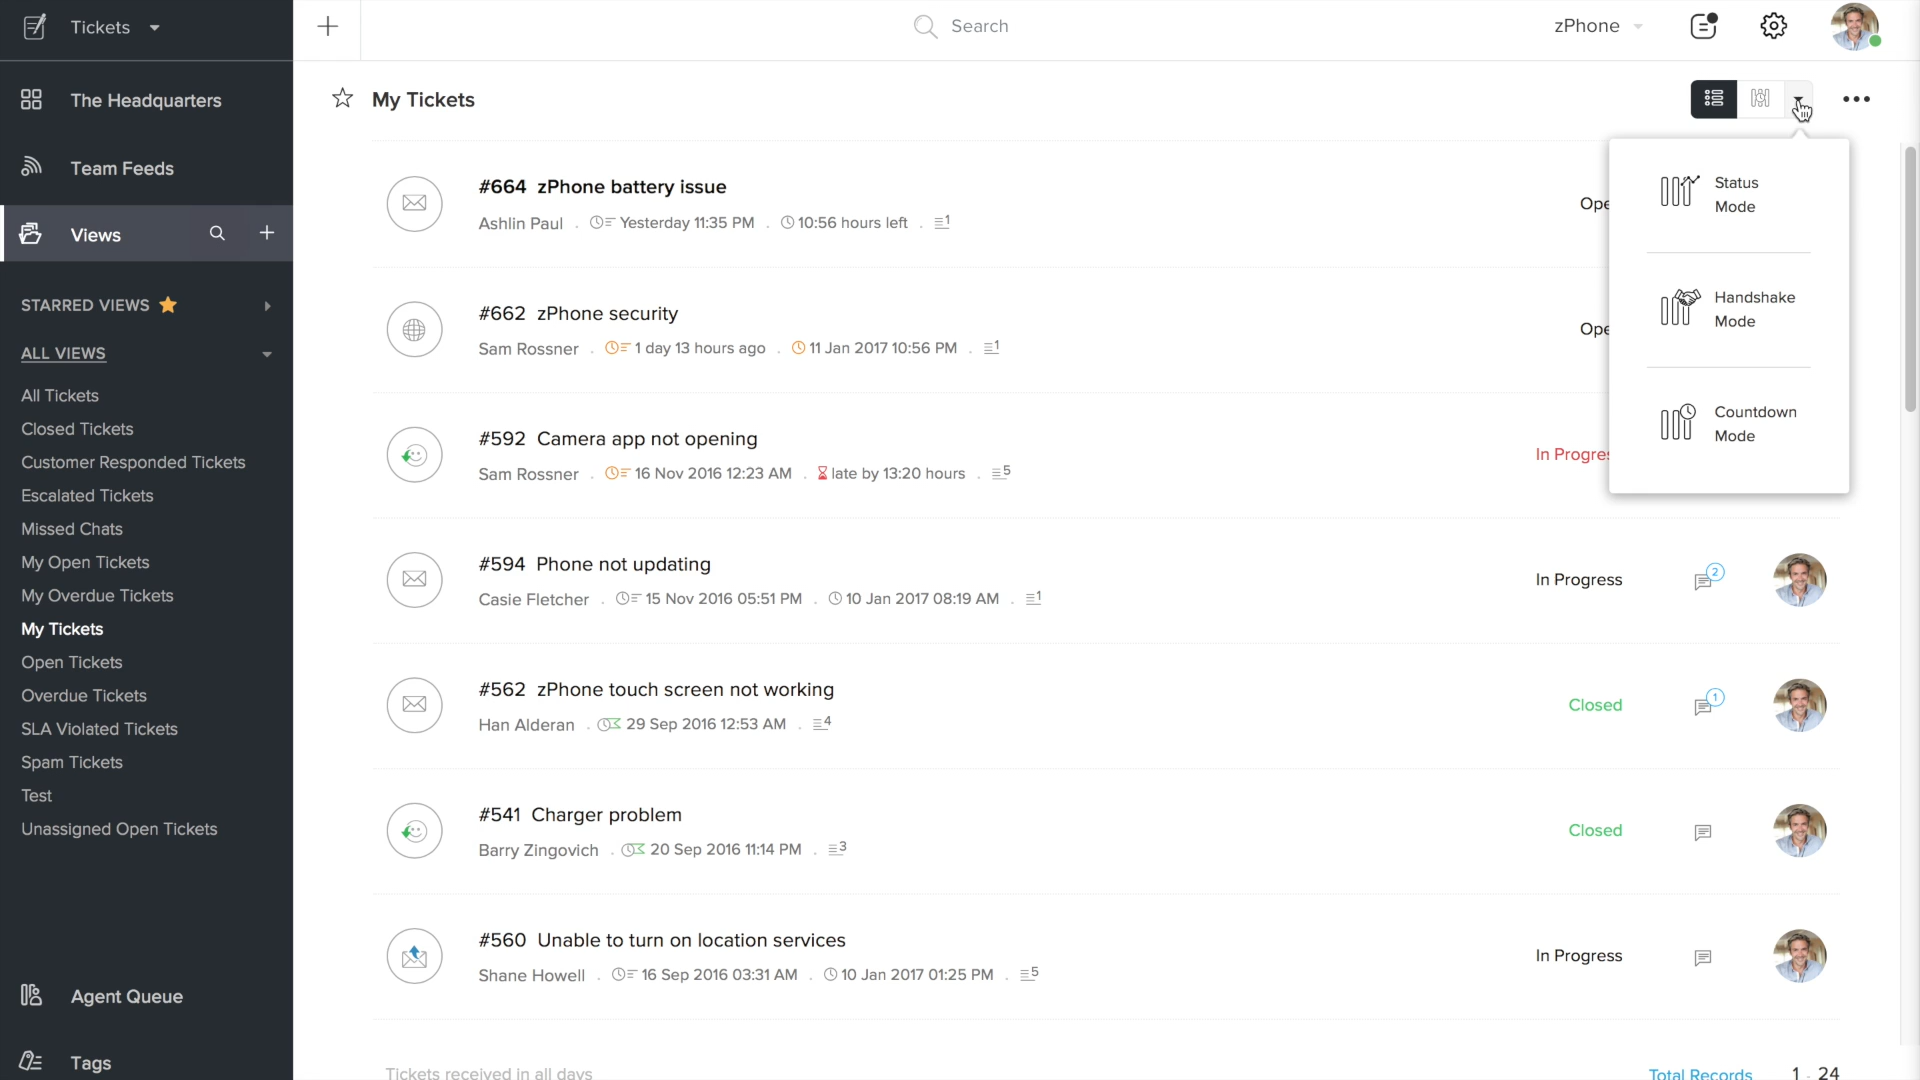 Tickets
Search
zPhone
The Headquarters
Team Feeds
Views
STARRED VIEWS
ALL VIEWS
All Tickets
Closed Tickets
Customer Responded Tickets
Escalated Tickets
Missed Chats
My Open Tickets
My Overdue Tickets
My Tickets
Open Tickets
Overdue Tickets
SLA Violated Tickets
Spam Tickets
Test
Unassigned Open Tickets
Agent Queue
Tags
My Tickets
#664 zPhone battery issue
Ashlin Paul . Yesterday 11:35 PM . 10:56 hours left . 1
Ope
#662 zPhone security
Sam Rossner . 1 day 13 hours ago . 11 Jan 2017 10:56 PM . 1
Ope
#592 Camera app not opening
Sam Rossner . 16 Nov 2016 12:23 AM . late by 13:20 hours . 5
In Progres
#594 Phone not updating
Casie Fletcher . 15 Nov 2016 05:51 PM . 10 Jan 2017 08:19 AM . 1
In Progress
2
#562 zPhone touch screen not working
Han Alderan . 29 Sep 2016 12:53 AM . 4
Closed
1
#541 Charger problem
Barry Zingovich . 20 Sep 2016 11:14 PM . 3
Closed
#560 Unable to turn on location services
Shane Howell . 16 Sep 2016 03:31 AM . 10 Jan 2017 01:25 PM . 5
In Progress
Tickets received in all days
Total Records
1 - 24
Status
Mode
Handshake
Mode
Countdown
Mode